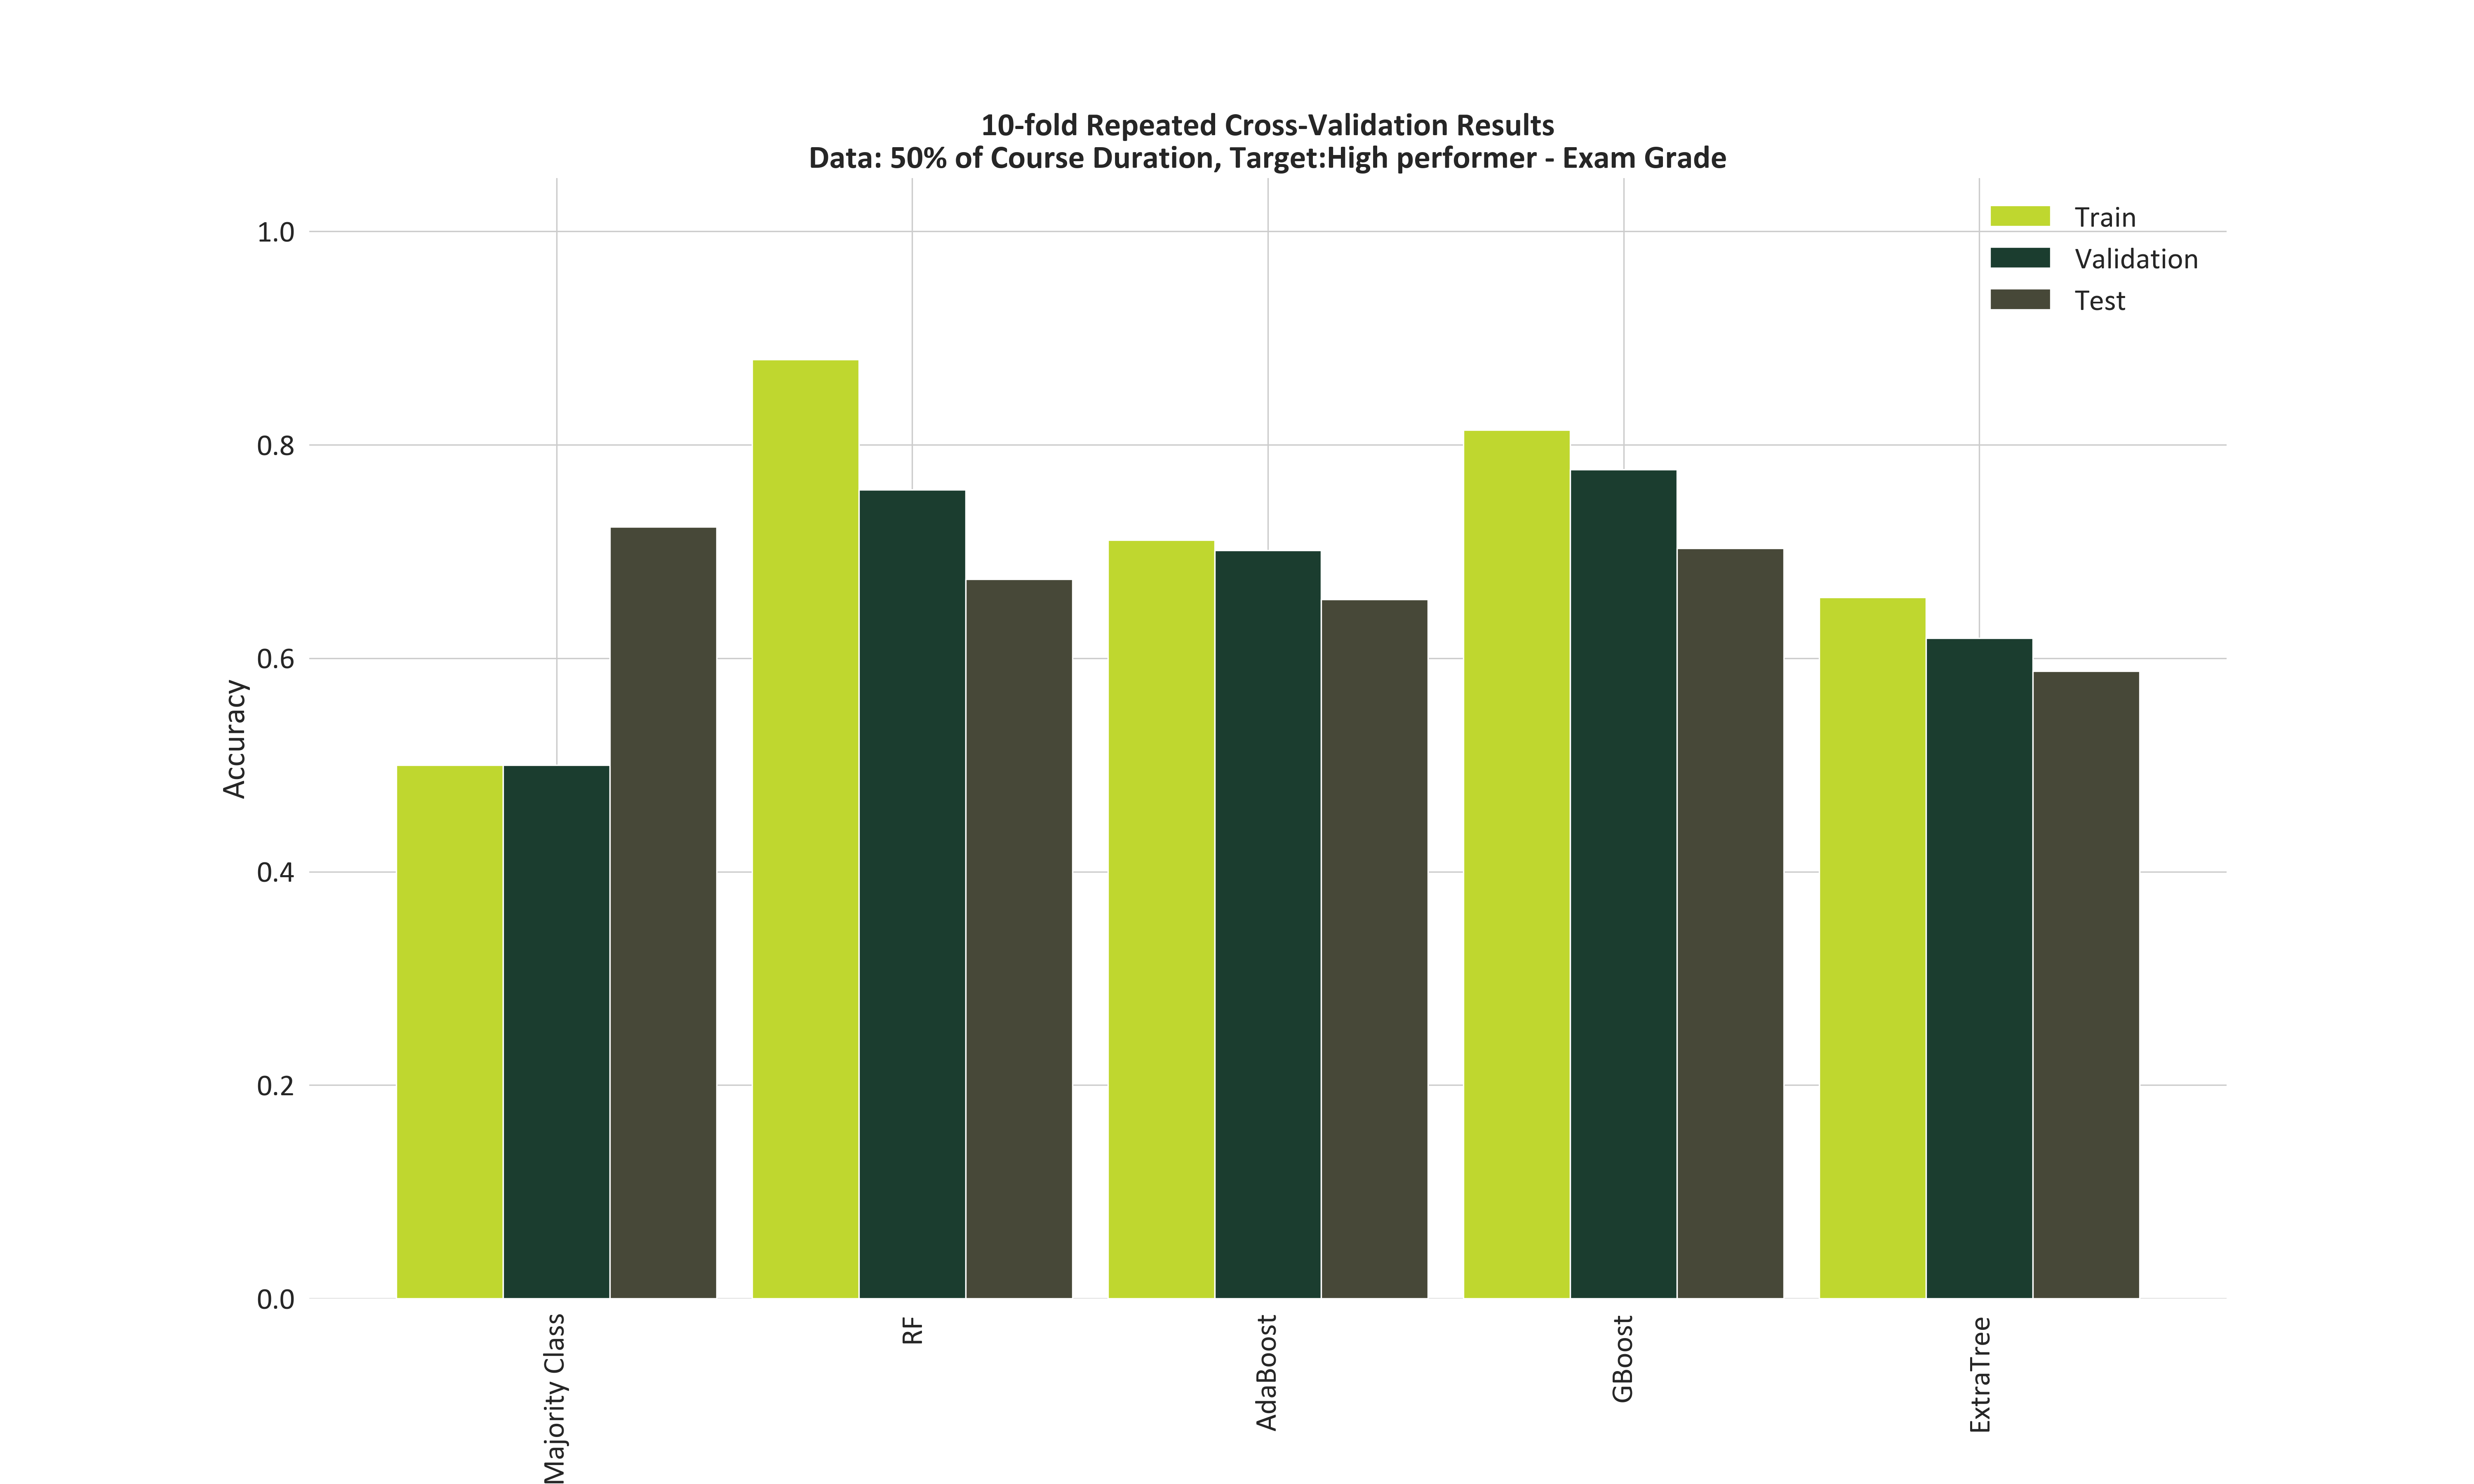 10-fold Repeated Cross-Validation Results
Data: 50% of Course Duration, Target:High performer - Exam Grade
Train
Validation
Test
1.0
0.8
0.6
0.4
0.2
0.0
Accuracy
Majority Class
RF
AdaBoost
GBoost
ExtraTree